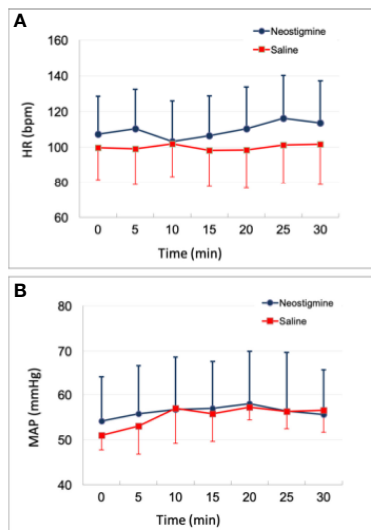 A
160
140
120
100
80
60
HR (bpm)
Neostigmine
Saline
0 5 10 15 20 25 30
Time (min)
B
80
70
60
50
40
MAP (mmHg)
Neostigmine
Saline
0 5 10 15 20 25 30
Time (min)